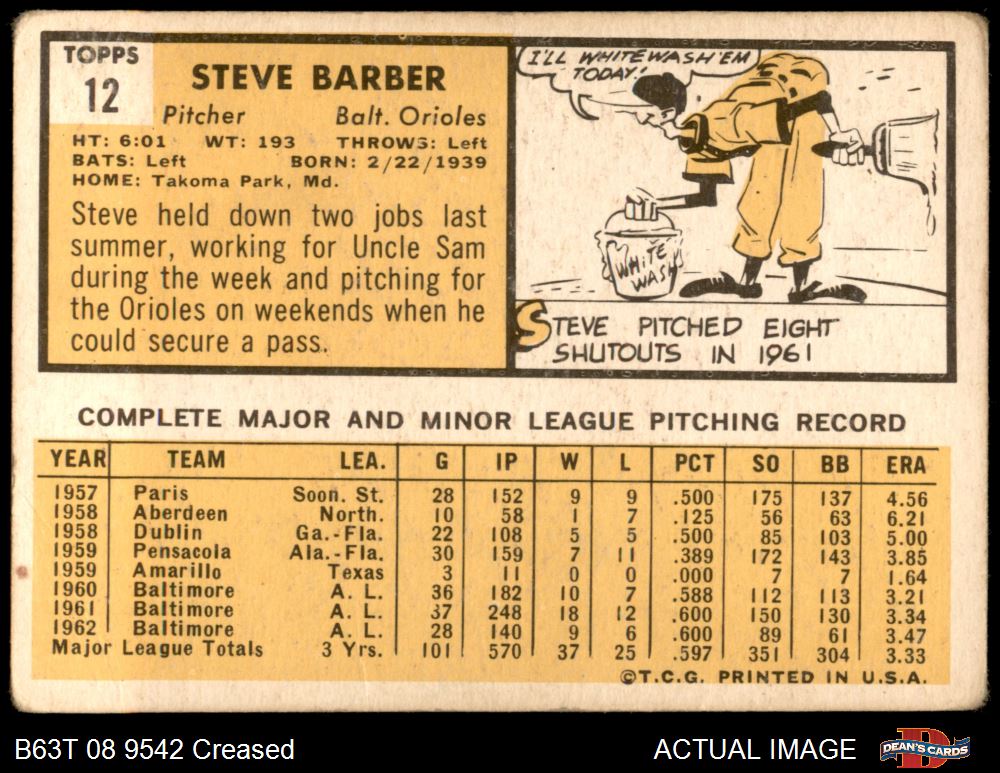 TOPPS
12
STEVE BARBER
Pitcher Balt. Orioles
HT: 6:01 WT: 193 THROWS: Left
BATS: Left BORN: 2/22/1939
HOME: Takoma Park, Md.
Steve held down two jobs last
summer, working for Uncle Sam
during the week and pitching for
the Orioles on weekends when he
could secure a pass.
I'LL WHITEWASH 'EM
TODAY!
WHITE
WASH
STEVE PITCHED EIGHT
SHUTOUTS IN 1961
COMPLETE MAJOR AND MINOR LEAGUE PITCHING RECORD
YEAR TEAM LEA. G IP W L PCT SO BB ERA
1957 Paris Soon. St. 28 152 9 9 .500 175 137 4.56
1958 Aberdeen North. 10 58 1 7 .125 56 63 6.21
1958 Dublin Ga.-Fla. 22 108 5 5 .500 85 103 5.00
1959 Pensacola Ala.-Fla. 30 159 7 11 .389 172 143 3.85
1959 Amarillo Texas 3 11 0 0 .000 7 7 1.64
1960 Baltimore A. L. 36 182 10 7 .588 112 113 3.21
1961 Baltimore A. L. 37 248 18 12 .600 150 130 3.34
1962 Baltimore A. L. 28 140 9 6 .600 89 61 3.47
Major League Totals 3 Yrs. 101 570 37 25 .597 351 304 3.33
©T.C.G. PRINTED IN U.S.A.
B63T 08 9542 Creased ACTUAL IMAGE DEAN'S CARDS